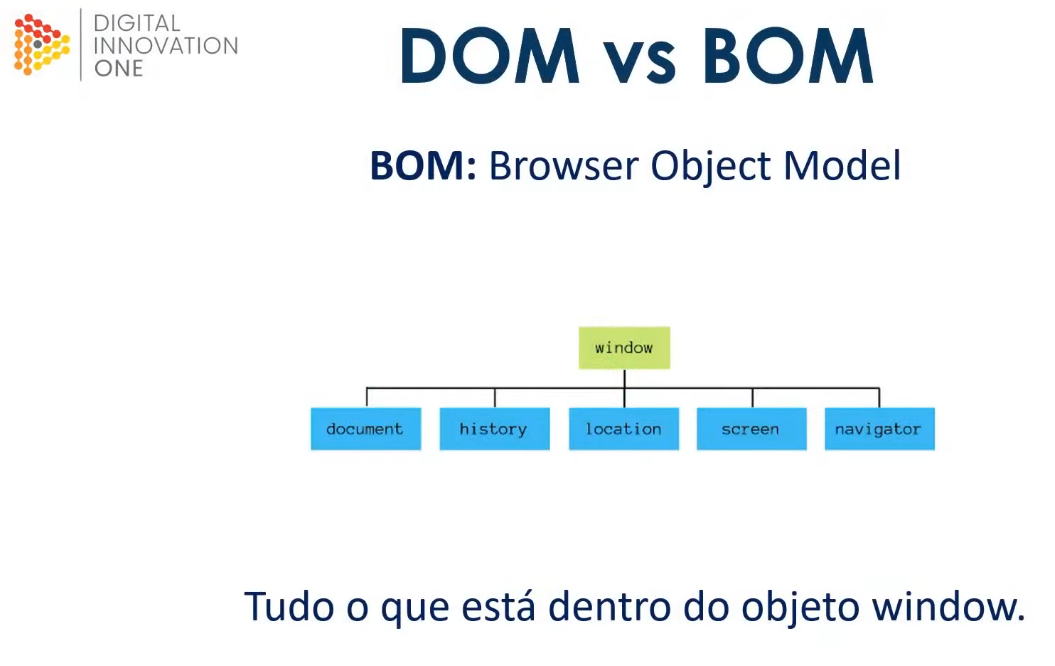 DIGITAL
INNOVATION
ONE
DOM vs BOM
BOM: Browser Object Model
window
document history location screen navigator
Tudo o que está dentro do objeto window.